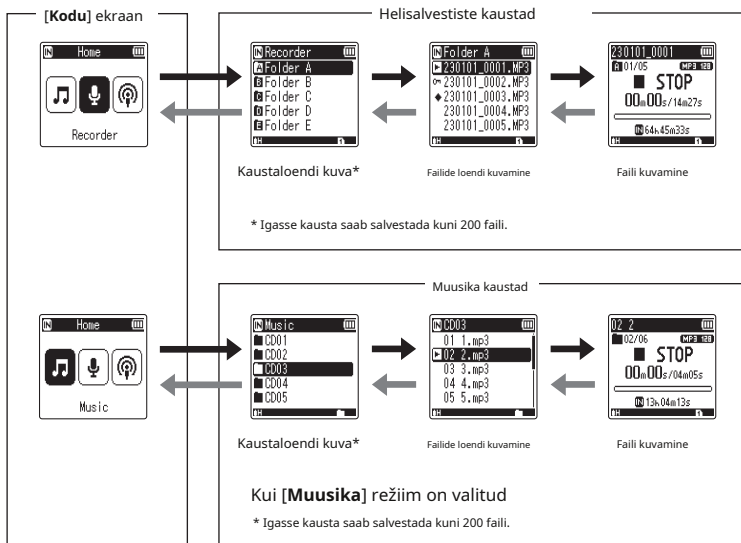 [Kodu] ekraan
Helisalvestiste kaustad
Home
Recorder
Recorder
Folder A
Folder B
Folder C
Folder D
Folder E
Kaustaloendi kuva*
Folder A
230101_0001.MP3
230101_0002.MP3
230101_0003.MP3
230101_0004.MP3
230101_0005.MP3
Failide loendi kuvamine
230101_0001
01/05 MP3 128
STOP
00m00s/14m27s
IN 64h45m33s
Faili kuvamine
* Igasse kausta saab salvestada kuni 200 faili.
Muusika kaustad
Home
Music
Music
CD01
CD02
CD03
CD04
CD05
Kaustaloendi kuva*
CD03
01 1.mp3
02 2.mp3
03 3.mp3
04 4.mp3
05 5.mp3
Failide loendi kuvamine
02 2
02/06 MP3 128
STOP
00m00s/04m05s
IN 13h04m13s
Faili kuvamine
Kui [Muusika] režiim on valitud
* Igasse kausta saab salvestada kuni 200 faili.